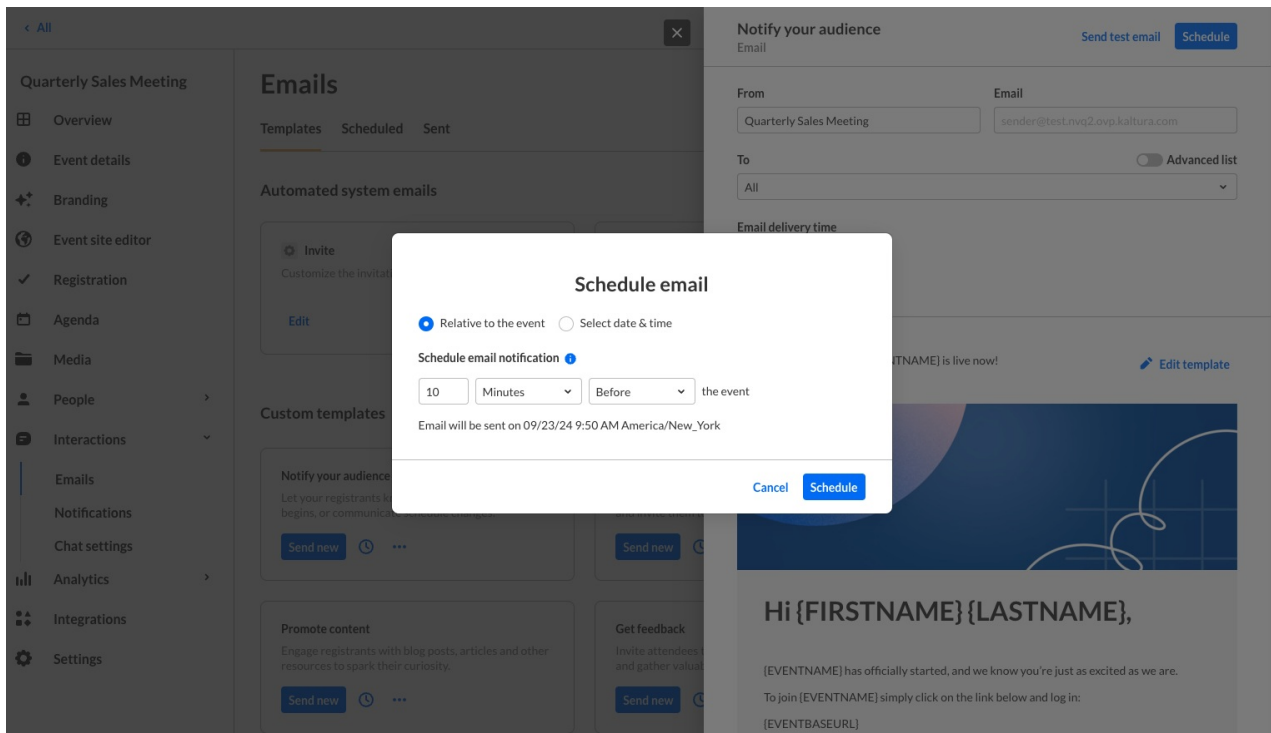 All
Quarterly Sales Meeting
Overview
Event details
Branding
Event site editor
Registration
Agenda
Media
People
Interactions
Emails
Notifications
Chat settings
Analytics
Integrations
Settings
Emails
Templates Scheduled Sent
Automated system emails
Invite
Customize the
Edit
Custom templates
Notify your audience
Let your registrants
begins, or communicate schedule changes.
Send new
Send new
Promote content
Engage registrants with blog posts, articles and other
resources to spark their curiosity.
Send new
Get feedback
Invite attendees
and gather
Send new
Notify your audience
Email
Send test email Schedule
From Email
Quarterly Sales Meeting sender@test.nvq2.ovp.kaltura.com
To Advanced list
All
Email delivery time
is live now!
Edit template
Hi {FIRSTNAME} {LASTNAME},
{EVENTNAME} has officially started, and we know you're just as excited as we are.
To join {EVENTNAME} simply click on the link below and log in:
{EVENTBASEURL}
Schedule email
Relative to the event Select date & time
Schedule email notification
10 Minutes Before the event
Email will be sent on 09/23/24 9:50 AM America/New_York
Cancel Schedule